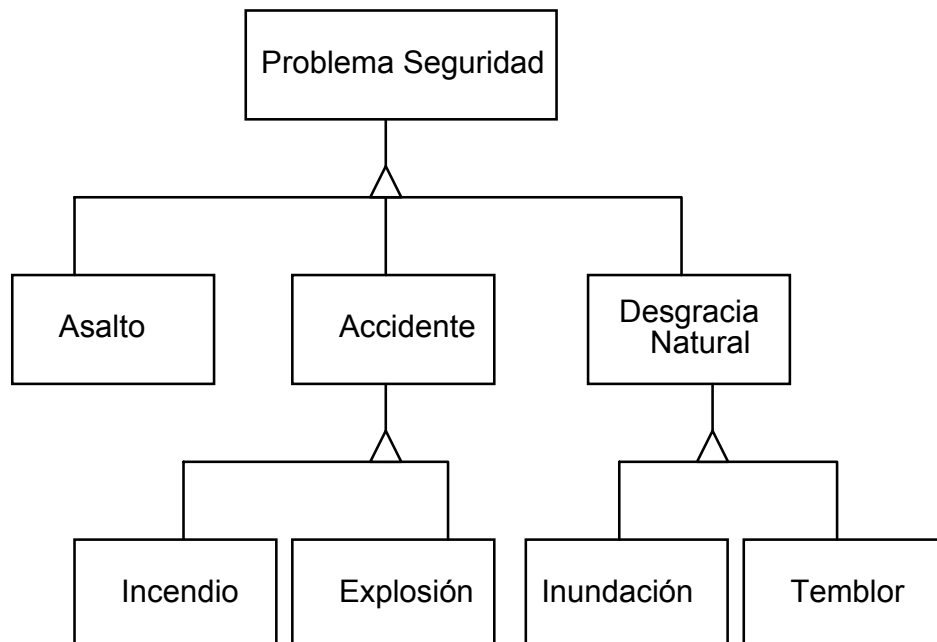 Problema Seguridad
Asalto
Accidente
Desgracia
Natural
Incendio
Explosión
Inundación
Temblor